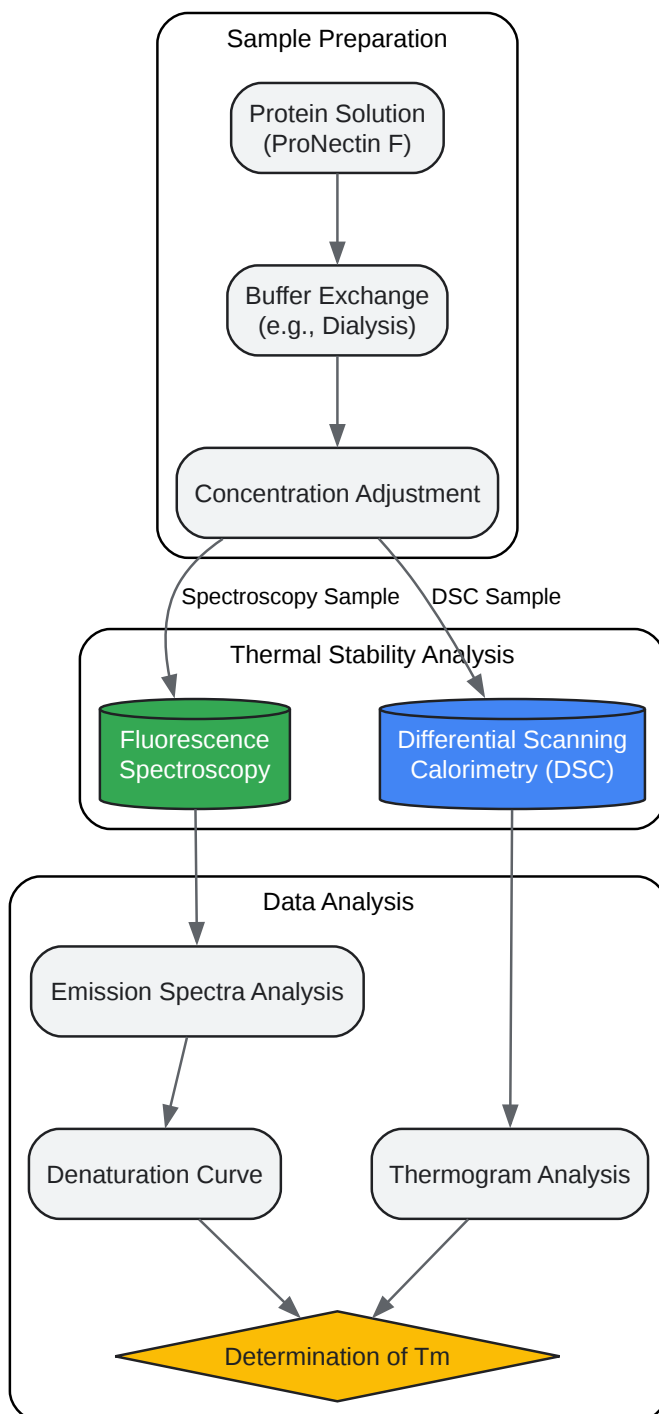 Sample Preparation
Protein Solution
(ProNectin F)
Buffer Exchange
(e.g., Dialysis)
Concentration Adjustment
Spectroscopy Sample
DSC Sample
Thermal Stability Analysis
Fluorescence
Spectroscopy
Differential Scanning
Calorimetry (DSC)
Data Analysis
Emission Spectra Analysis
Denaturation Curve
Thermogram Analysis
Determination of Tm